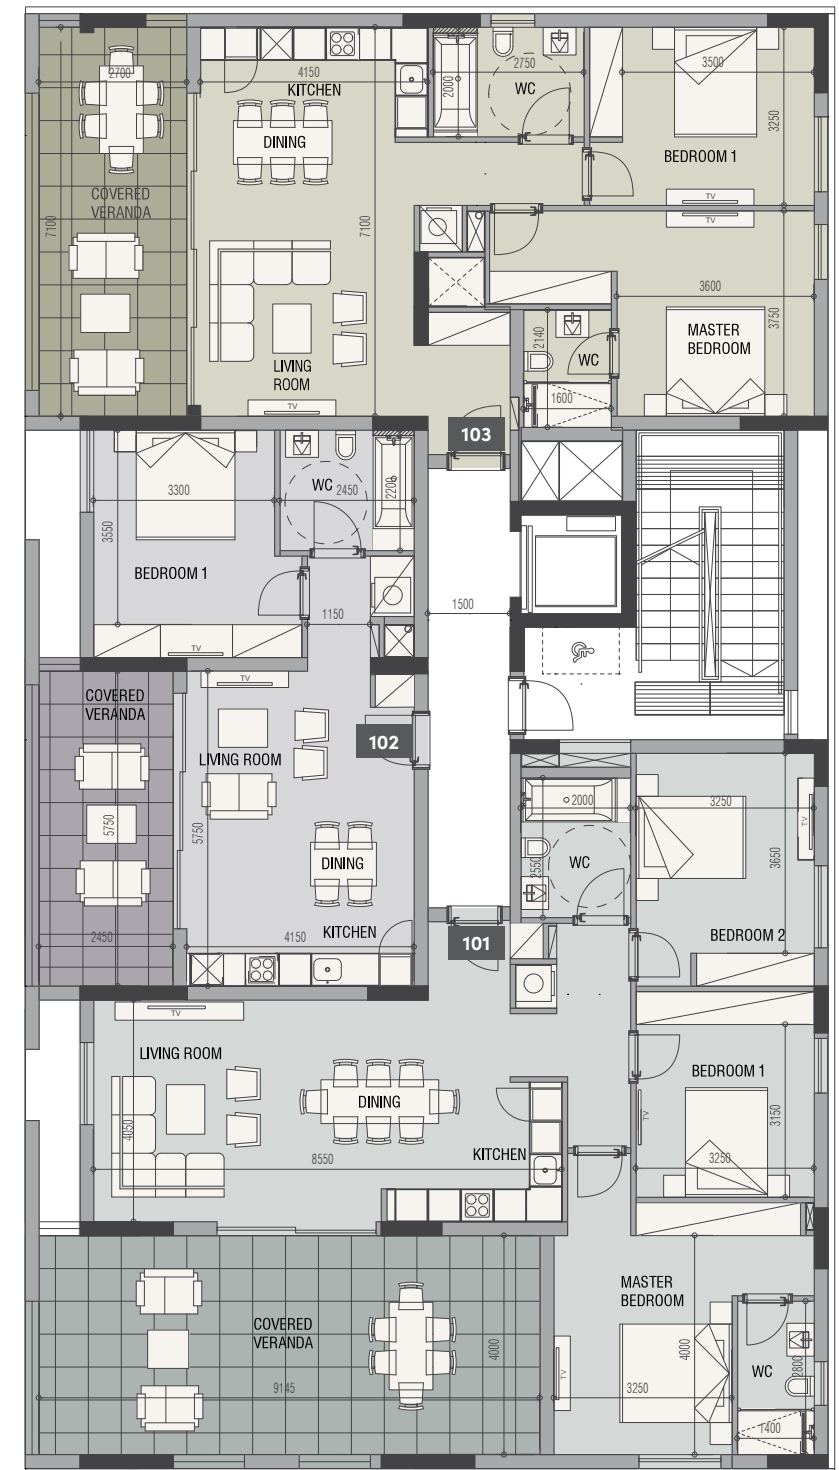 2700
4150
KITCHEN
2000
2750
WC
3500
3250
BEDROOM 1
DINING
COVERED
VERANDA
7100
7100
TV
TV
3600
3750
MASTER
BEDROOM
2140
WC
1600
LIVING
ROOM
TV
103
3300
3550
BEDROOM 1
WC
2450
2200
TV
1150
1500
COVERED
VERANDA
TV
LIVING ROOM
102
5750
5750
DINING
2450
4150
KITCHEN
2000
2550
WC
3250
TV
3650
BEDROOM 2
101
TV
LIVING ROOM
4050
DINING
8550
KITCHEN
BEDROOM 1
TV
3150
3250
COVERED
VERANDA
9145
4000
MASTER
BEDROOM
4000
TV
3250
WC
2800
1400